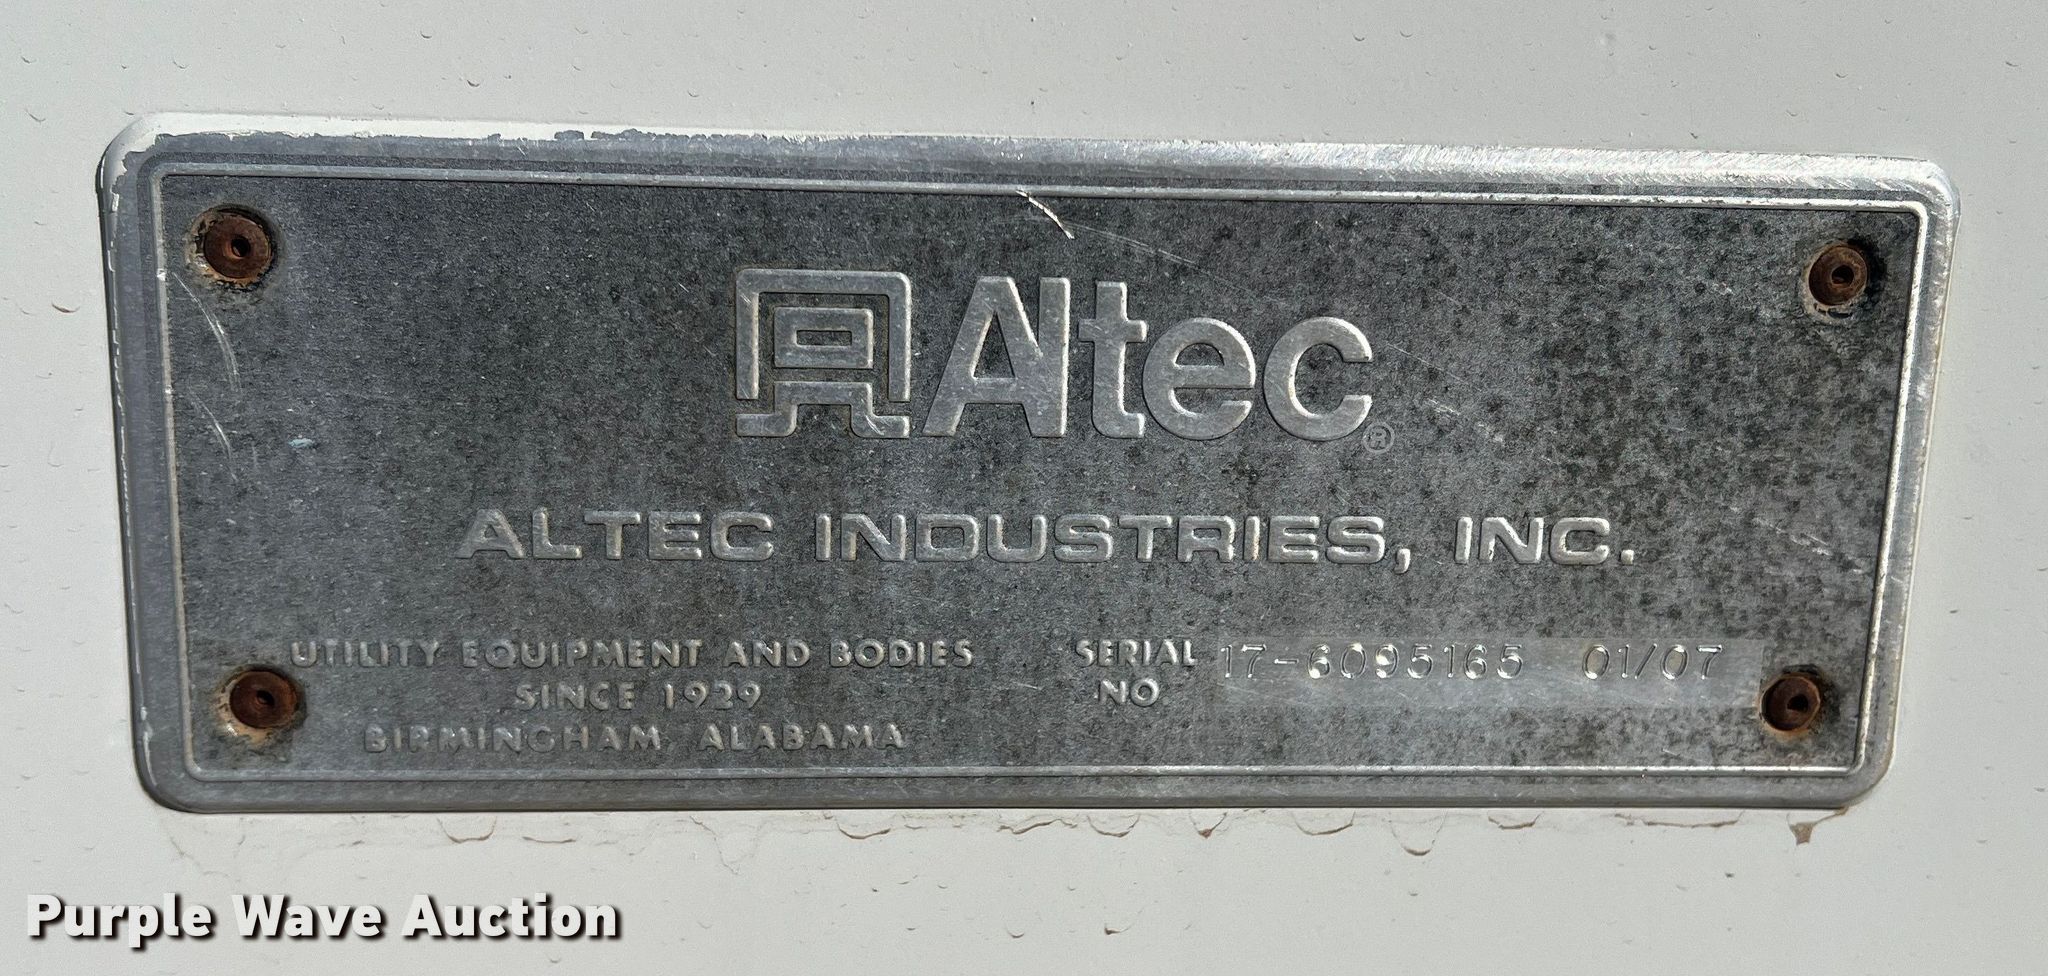 Altec®
ALTEC INDUSTRIES, INC.
UTILITY EQUIPMENT AND BODIES
SINCE 1929
BIRMINGHAM, ALABAMA
SERIAL NO. 17-6095165 01/07
Purple Wave Auction